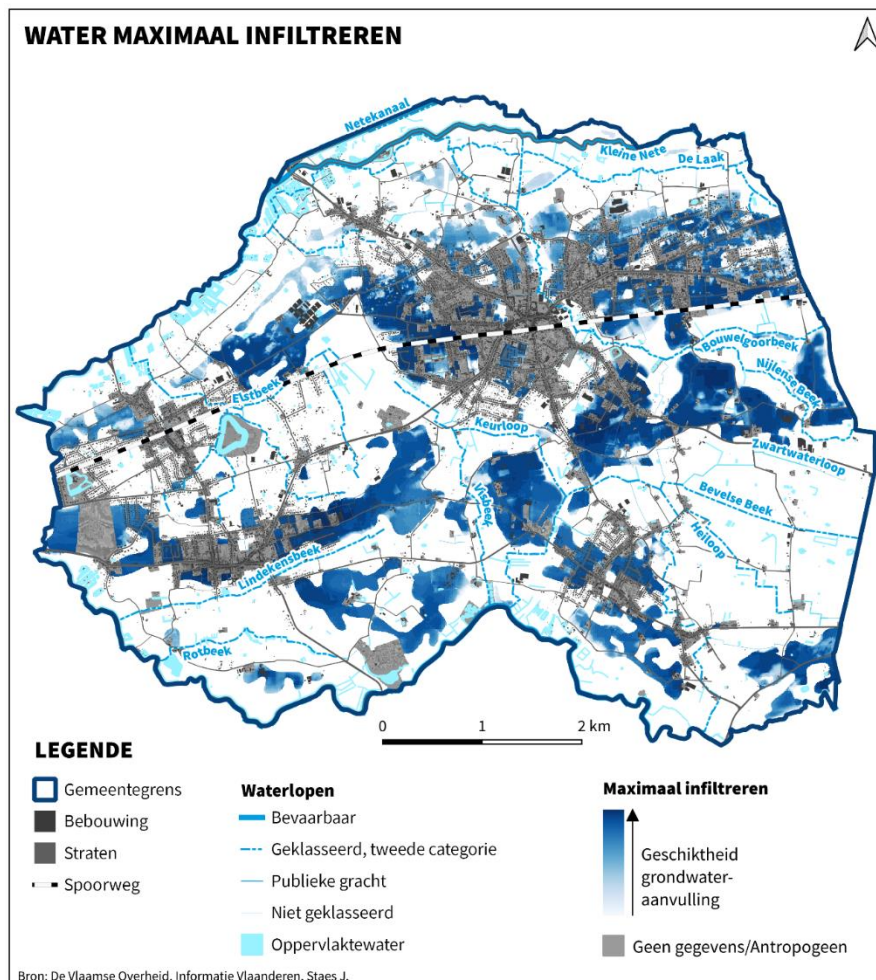 WATER MAXIMAAL INFILTREREN
Netekanaal
Kleine Nete
De Laak
Bouwelgoorbeek
Nijlense Beek
Elstbeek
Keurloop
Zwartwaterloop
Visbeek
Bevelse Beek
Heiloop
Lindekensbeek
Rotbeek
0 1 2 km
LEGENDE
Gemeentegrens
Bebouwing
Straten
Spoorweg
Waterlopen
Bevaarbaar
Geklasseerd, tweede categorie
Publieke gracht
Niet geklasseerd
Oppervlaktewater
Maximaal infiltreren
Geschiktheid
grondwater-
aanvulling
Geen gegevens/Antropogeen
Bron: De Vlaamse Overheid, Informatie Vlaanderen, Staes J.